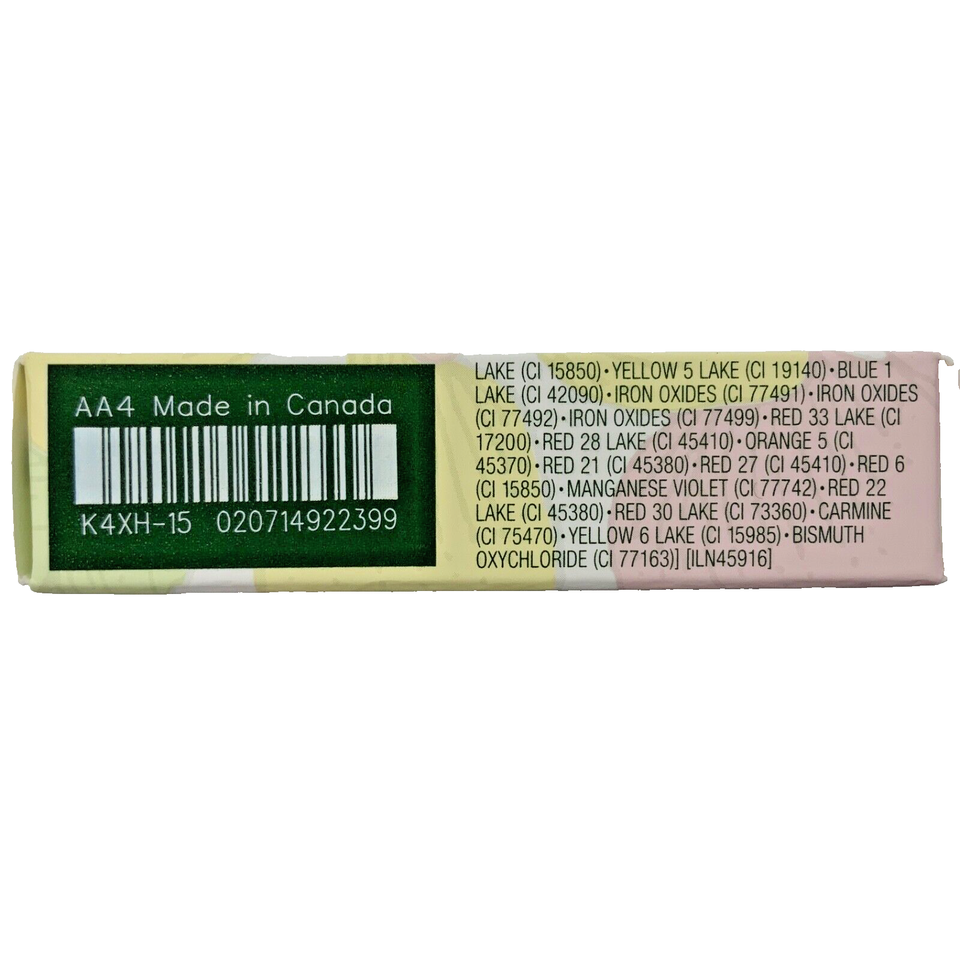 AA4 Made in Canada
K4XH-15 020714922399
LAKE (CI 15850)•YELLOW 5 LAKE (CI 19140)•BLUE 1
LAKE (CI 42090)•IRON OXIDES (CI 77491)•IRON OXIDES
(CI 77492)•IRON OXIDES (CI 77499)•RED 33 LAKE (CI
17200)•RED 28 LAKE (CI 45410)•ORANGE 5 (CI
45370)•RED 21 (CI 45380)•RED 27 (CI 45410)•RED 6
(CI 15850)•MANGANESE VIOLET (CI 77742)•RED 22
LAKE (CI 45380)•RED 30 LAKE (CI 73360)•CARMINE
(CI 75470)•YELLOW 6 LAKE (CI 15985)•BISMUTH
OXYCHLORIDE (CI 77163)] [ILN45916]